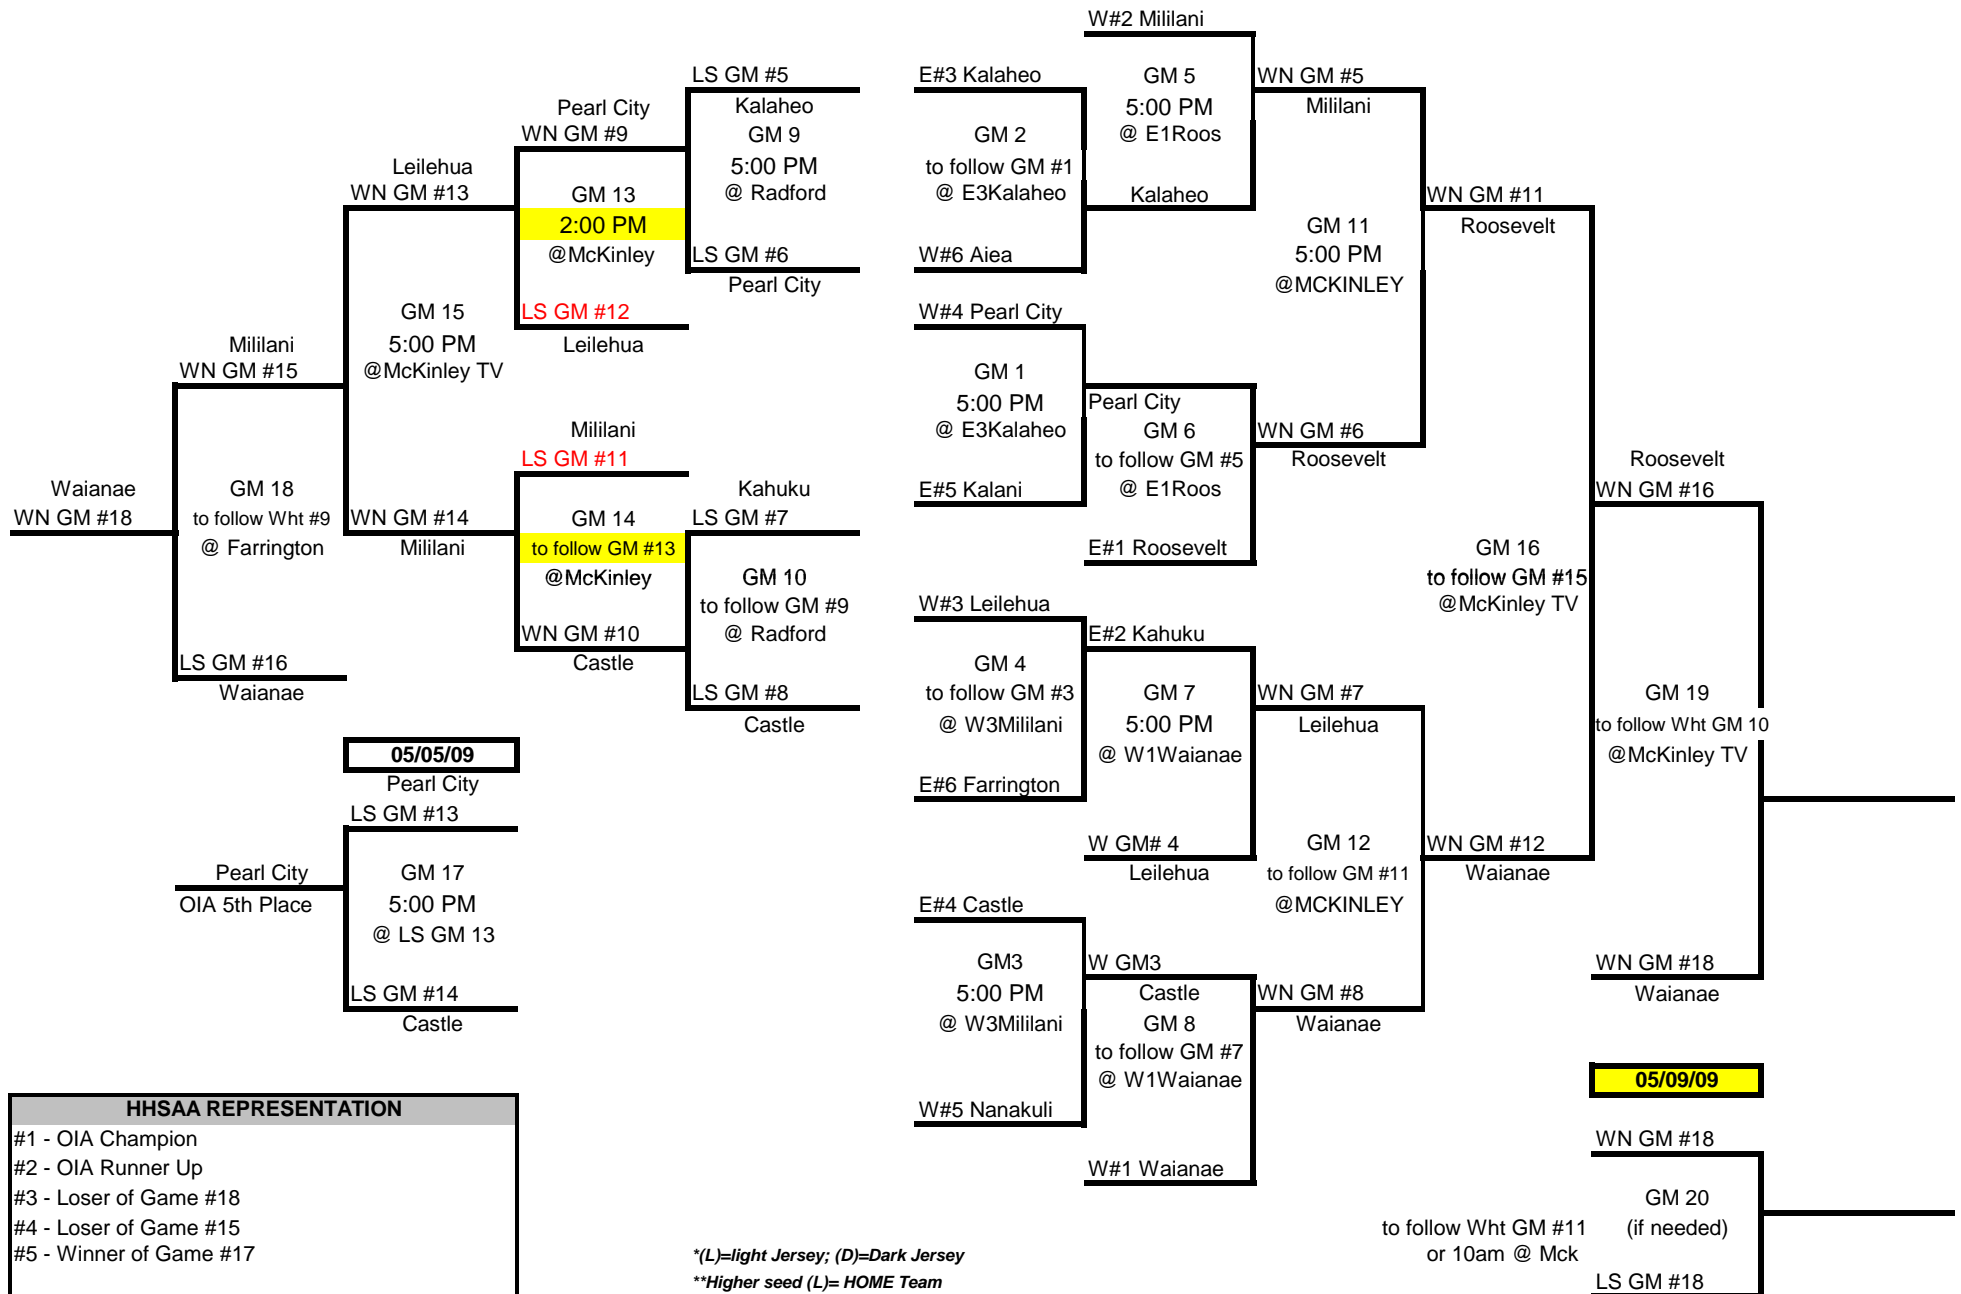 W#2 Mililani
LS GM #5
E#3 Kalaheo
GM 5
WN GM #5
Pearl City
Kalaheo
5:00 PM
Mililani
WN GM #9
GM 9
GM 2
@ E1Roos
Leilehua
5:00 PM
to follow GM #1
WN GM #13
GM 13
@ Radford
@ E3Kalaheo
Kalaheo
WN GM #11
2:00 PM
GM 11
Roosevelt
@McKinley
LS GM #6
W#6 Aiea
5:00 PM
Pearl City
@MCKINLEY
GM 15
LS GM #12
W#4 Pearl City
Mililani
5:00 PM
Leilehua
WN GM #15
@McKinley TV
GM 1
5:00 PM
Pearl City
@ E3Kalaheo
GM 6
WN GM #6
Mililani
to follow GM #5
Roosevelt
Roosevelt
LS GM #11
Waianae
GM 18
Kahuku
E#5 Kalani
@ E1Roos
WN GM #16
WN GM #18
to follow Wht #9
WN GM #14
GM 14
LS GM #7
@ Farrington
Mililani
to follow GM #13
E#1 Roosevelt
GM 16
@McKinley
GM 10
to follow GM #15
to follow GM #9
W#3 Leilehua
@McKinley TV
WN GM #10
@ Radford
E#2 Kahuku
LS GM #16
Castle
GM 4
Waianae
LS GM #8
to follow GM #3
GM 7
WN GM #7
GM 19
Castle
@ W3Mililani
5:00 PM
Leilehua
to follow Wht GM 10
05/05/09
@ W1Waianae
@McKinley TV
Pearl City
E#6 Farrington
LS GM #13
W GM# 4
GM 12
WN GM #12
Pearl City
GM 17
Leilehua
to follow GM #11
Waianae
OIA 5th Place
5:00 PM
E#4 Castle
@MCKINLEY
@ LS GM 13
GM3
W GM3
WN GM #18
LS GM #14
5:00 PM
Castle
WN GM #8
Waianae
Castle
@ W3Mililani
GM 8
Waianae
to follow GM #7
@ W1Waianae
05/09/09
HHSAA REPRESENTATION
W#5 Nanakuli
#1 - OIA Champion
WN GM #18
#2 - OIA Runner Up
W#1 Waianae
#3 - Loser of Game #18
GM 20
#4 - Loser of Game #15
to follow Wht GM #11
(if needed)
#5 - Winner of Game #17
*(L)=light Jersey; (D)=Dark Jersey
or 10am @ Mck
**Higher seed (L)= HOME Team
LS GM #18